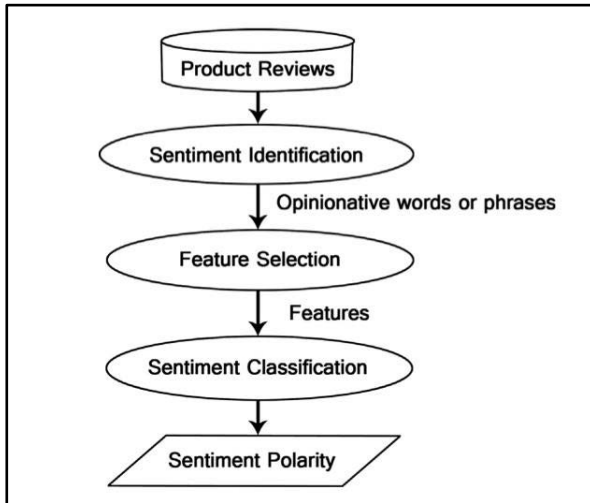 Product Reviews
Sentiment Identification
Opinionative words or phrases
Feature Selection
Features
Sentiment Classification
Sentiment Polarity